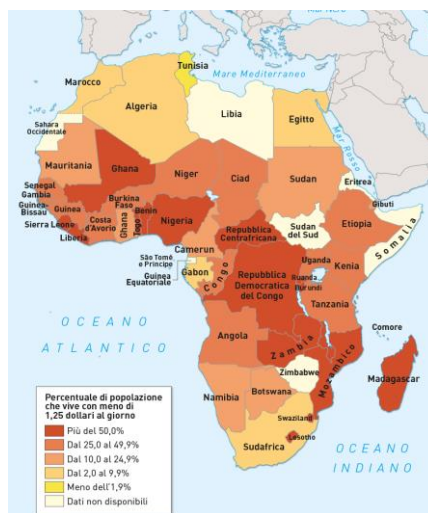 Mar Nero
Tunisia
Mare Mediterraneo
Marocco
Algeria
Libia
Egitto
Sahara
Occidentale
Mar Rosso
Mauritania
Ghana
Niger
Ciad
Sudan
Eritrea
Senegal
Gambia
Guinea-
Bissau
Guinea
Burkina
Faso
Benin
Gibuti
Sierra Leone
Costa
d'Avorio
Ghana
Togo
Nigeria
Repubblica
Centrafricana
Sudan
del Sud
Etiopia
Somalia
Liberia
Camerun
São Tomé
e Príncipe
Guinea
Equatoriale
Gabon
Congo
Repubblica
Democratica
del Congo
Uganda
Ruanda
Burundi
Kenia
Tanzania
OCEANO
ATLANTICO
Angola
Zambia
Mozambico
Comore
Zimbabwe
Madagascar
Namibia
Botswana
Swaziland
Lesotho
Sudafrica
OCEANO
INDIANO
Percentuale di popolazione
che vive con meno di
1,25 dollari al giorno
Più del 50,0%
Dal 25,0 al 49,9%
Dal 10,0 al 24,9%
Dal 2,0 al 9,9%
Meno dell'1,9%
Dati non disponibili